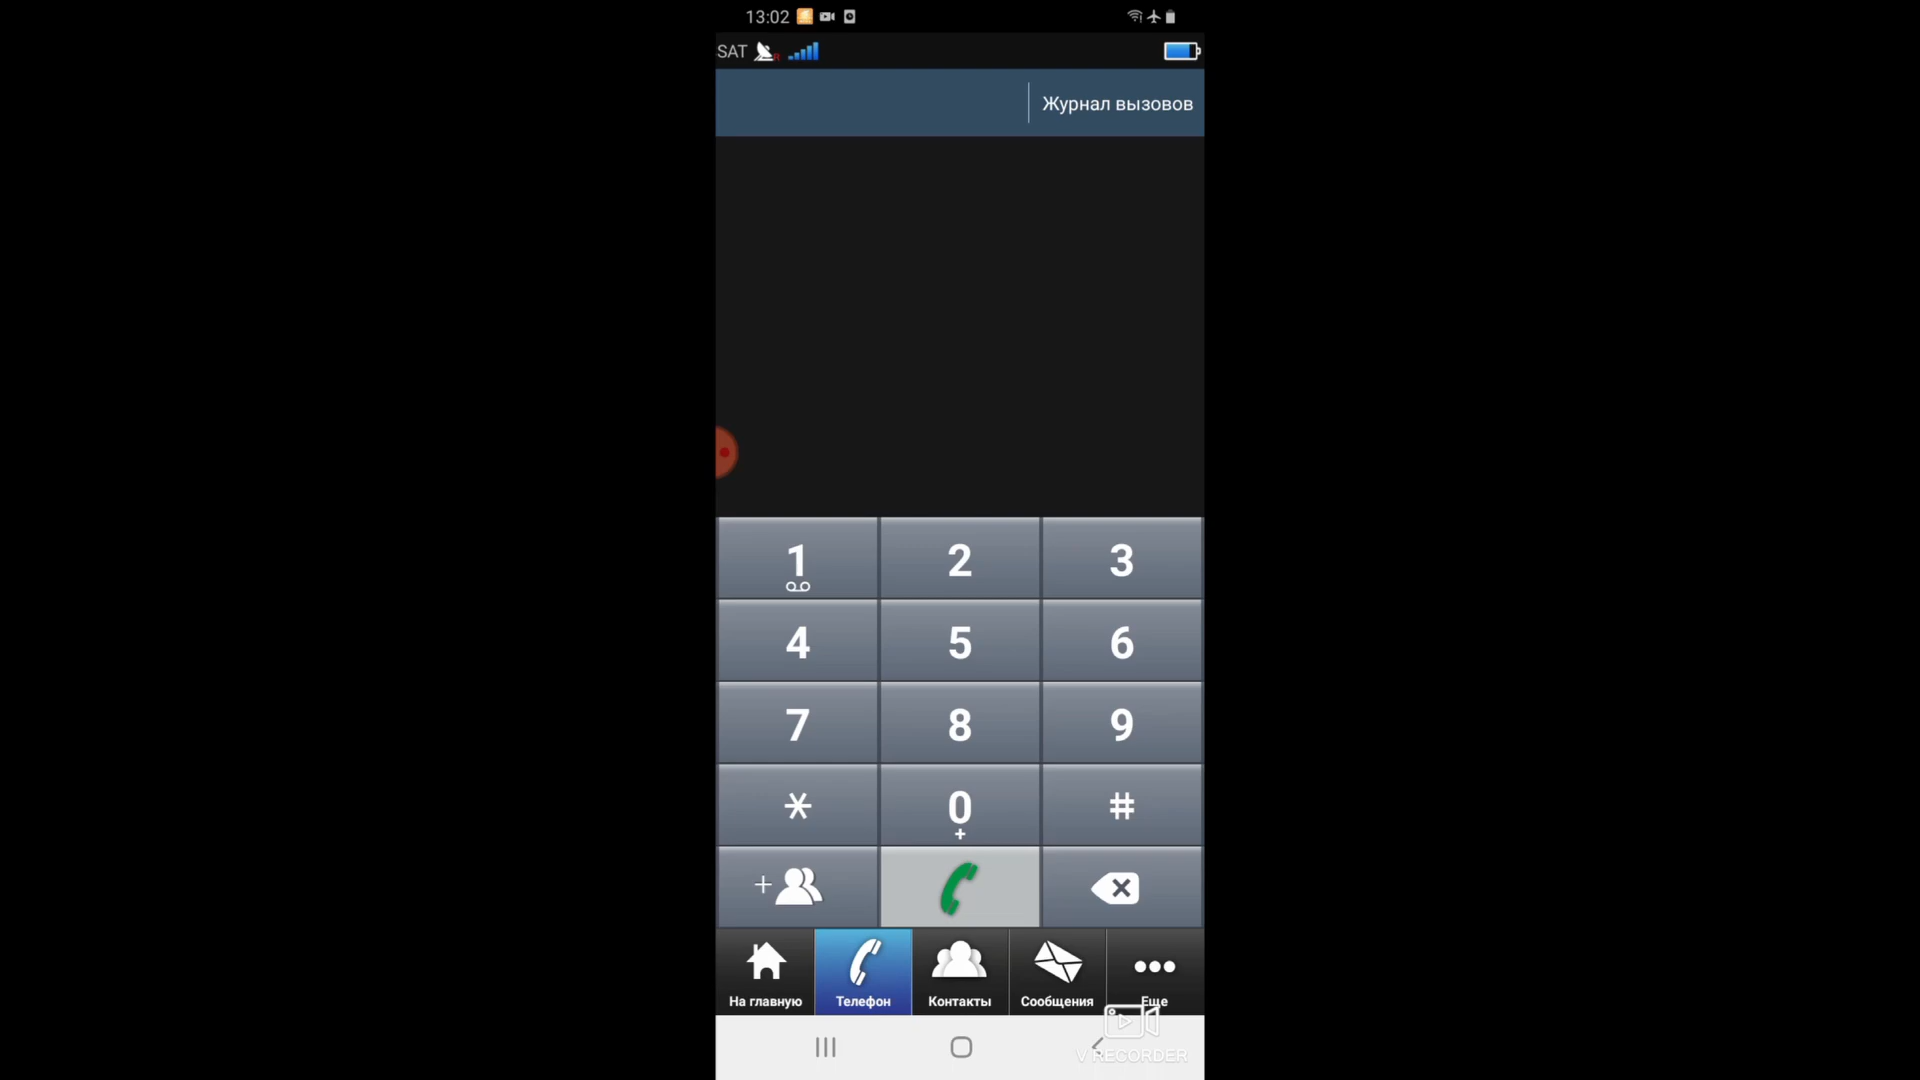 13:02
SAT
Журнал вызовов
1 2 3
4 5 6
7 8 9
* 0 #
+
+
На главную Телефон Контакты Сообщения Еще
V RECORDER